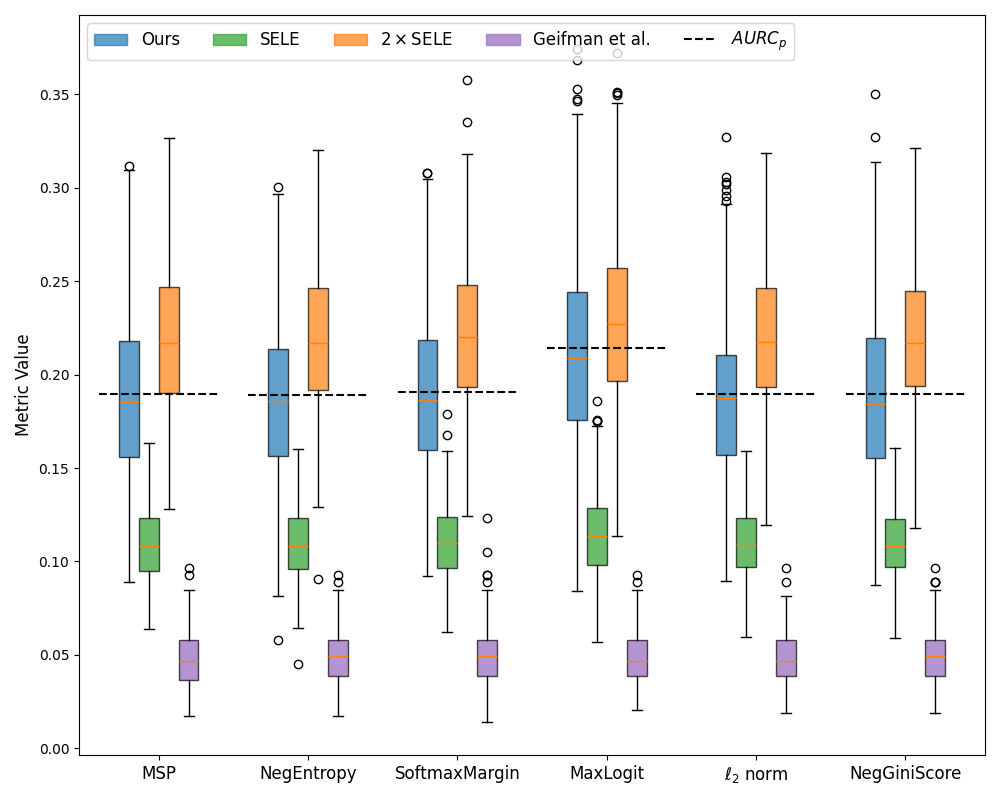 Ours SELE 2 × SELE Geifman et al. AURC_p
Metric Value
0.35
0.30
0.25
0.20
0.15
0.10
0.05
0.00
MSP NegEntropy SoftmaxMargin MaxLogit ℓ₂ norm NegGiniScore